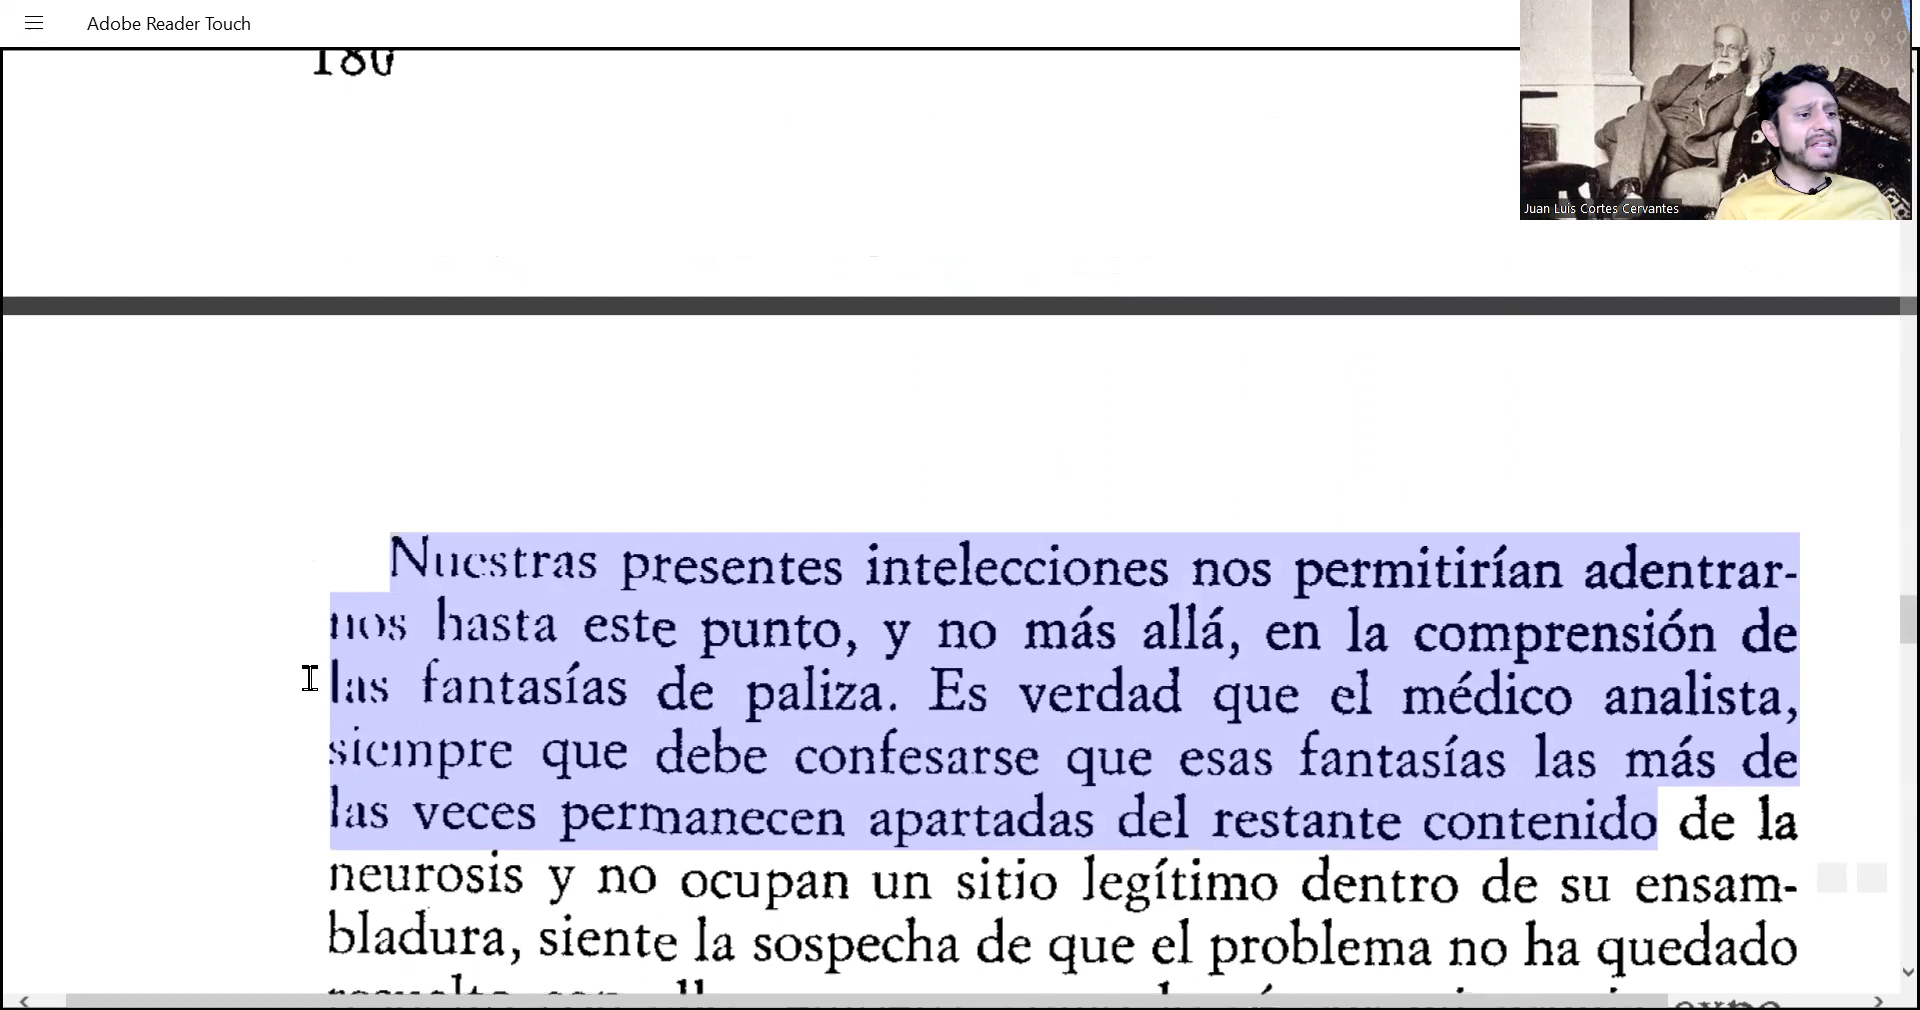 Adobe Reader Touch
180
Juan Luis Cortes Cervantes
Nuestras presentes intelecciones nos permitirían adentrar-
nos hasta este punto, y no más allá, en la comprensión de
las fantasías de paliza. Es verdad que el médico analista,
siempre que debe confesarse que esas fantasías las más de
las veces permanecen apartadas del restante contenido de la
neurosis y no ocupan un sitio legítimo dentro de su ensam-
bladura, siente la sospecha de que el problema no ha quedado